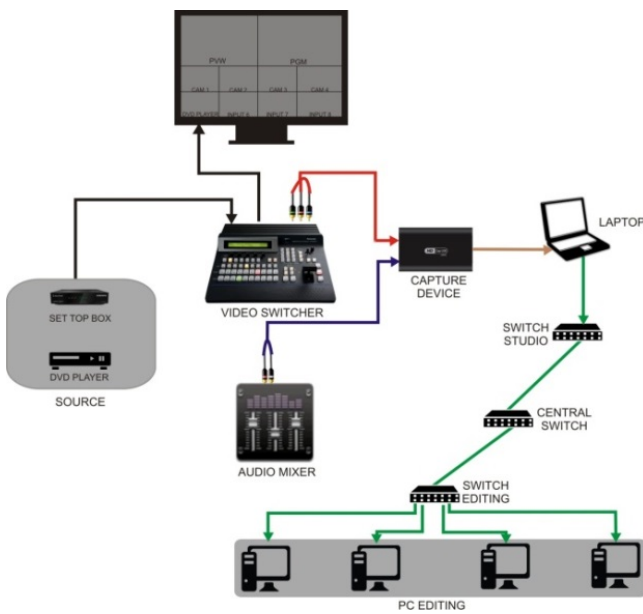 PVW
PGM
CAM 1
CAM 2
CAM 3
CAM 4
DVD PLAYER
INPUT 6
INPUT 7
INPUT 8
SET TOP BOX
DVD PLAYER
SOURCE
VIDEO SWITCHER
AUDIO MIXER
CAPTURE
DEVICE
LAPTOP
SWITCH
STUDIO
CENTRAL
SWITCH
SWITCH
EDITING
PC EDITING